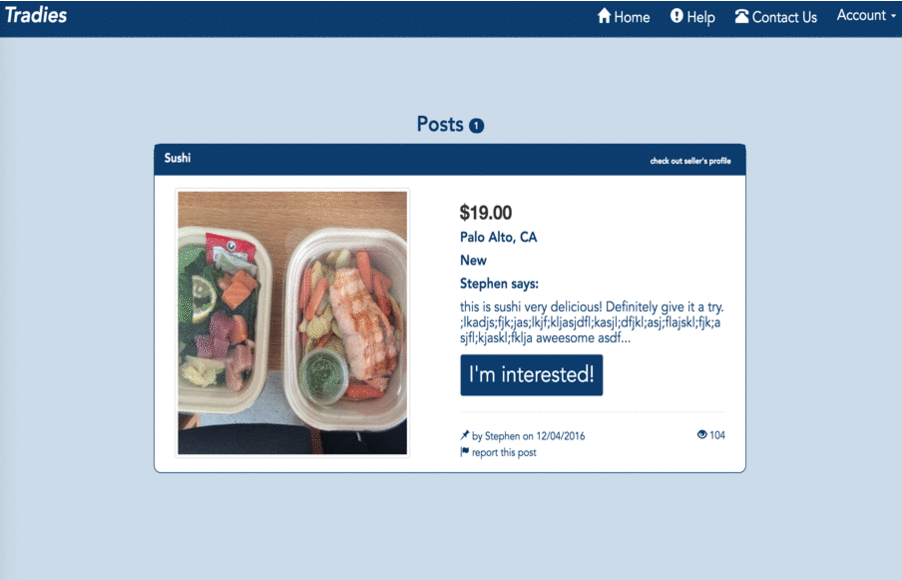 Tradies
Home Help Contact Us Account
Posts 1
Sushi check out seller's profile
$19.00
Palo Alto, CA
New
Stephen says:
this is sushi very delicious! Definitely give it a try.
;lkadjs;fjk;jas;lkjf;kljasjdfl;kasjl;dfjkl;asj;flajskl;fjk;a
sjfl;kjaskl;fklja aweesome asdf...
I'm interested!
by Stephen on 12/04/2016 104
report this post